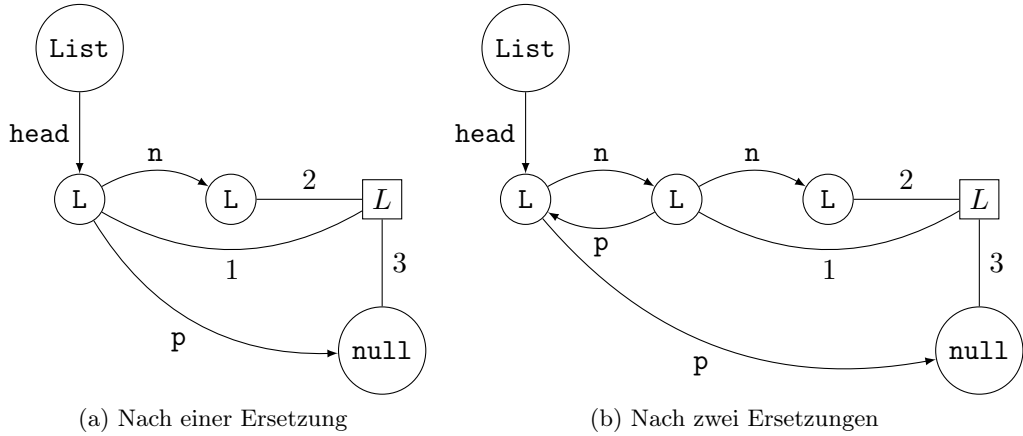 List
List
head
head
n
n
n
L
L
2
L
L
L
L
2
L
p
1
1
3
3
p
null
p
null
(a) Nach einer Ersetzung
(b) Nach zwei Ersetzungen